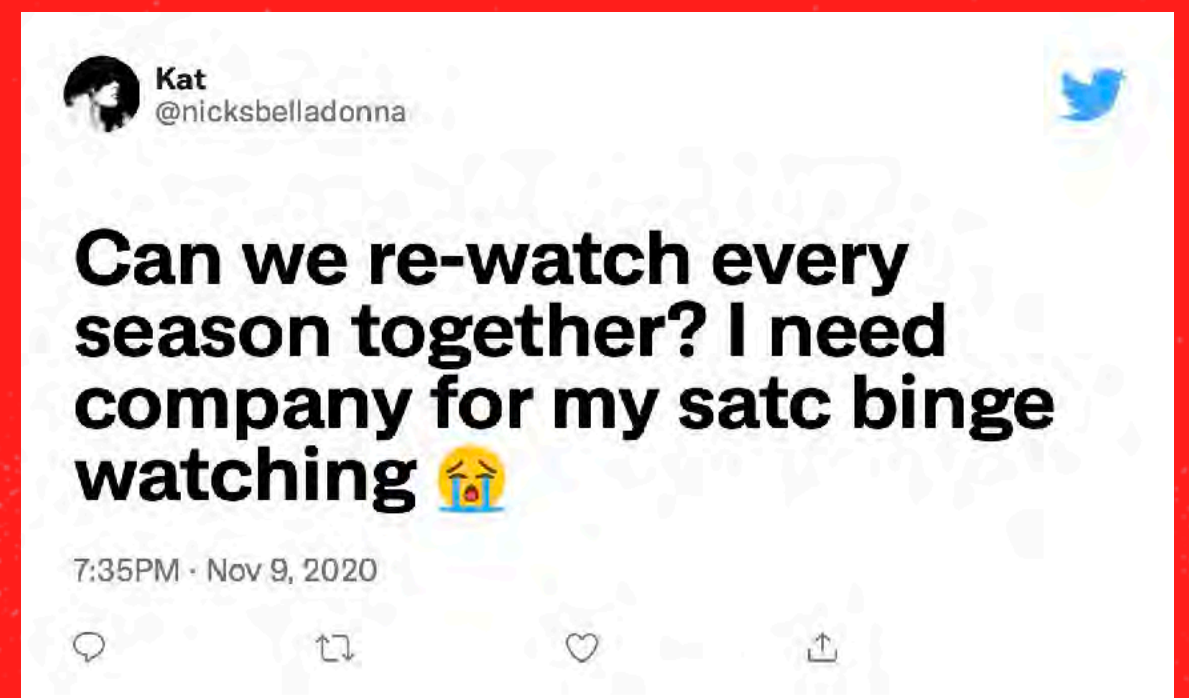 Kat
@nicksbelladonna
Can we re-watch every
season together? I need
company for my satc binge
watching 😭
7:35PM · Nov 9, 2020